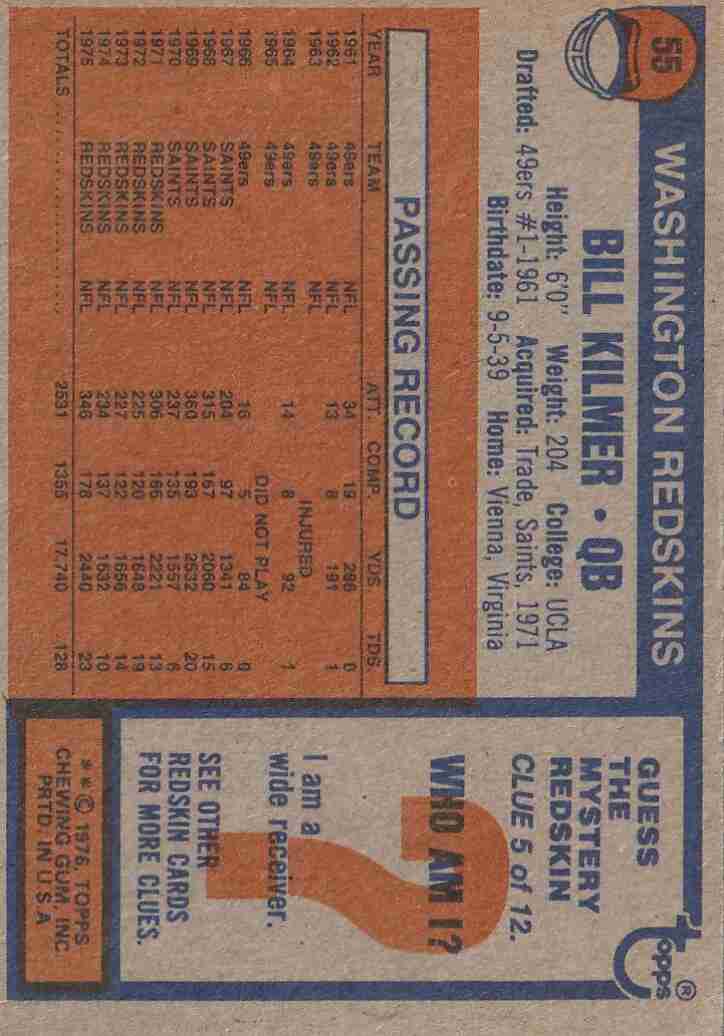 55
WASHINGTON REDSKINS
BILL KILMER • QB
Height: 6'0" Weight: 204 College: UCLA
Drafted: 49ers #1-1961 Acquired: Trade, Saints, 1971
Birthdate: 9-5-39 Home: Vienna, Virginia
PASSING RECORD
YEAR TEAM ATT. COMP. YDS. TDS.
1961 49ers NFL 34 19 286 0
1962 49ers NFL 13 8 191 1
1963 49ers NFL INJURED
1964 49ers NFL 14 8 92 1
1965 49ers NFL DID NOT PLAY
1966 49ers NFL 16 5 84 0
1967 SAINTS NFL 204 97 1341 6
1968 SAINTS NFL 315 167 2060 15
1969 SAINTS NFL 360 193 2532 20
1970 SAINTS NFL 237 135 1557 6
1971 REDSKINS NFL 306 166 2221 13
1972 REDSKINS NFL 225 120 1648 19
1973 REDSKINS NFL 227 122 1656 14
1974 REDSKINS NFL 234 137 1632 10
1975 REDSKINS NFL 346 178 2440 23
TOTALS 2531 1355 17,740 128
topps®
GUESS
THE
MYSTERY
REDSKIN
CLUE 5 of 12.
?
WHO AM I?
I am a
wide receiver.
SEE OTHER
REDSKIN CARDS
FOR MORE CLUES.
**© 1976, TOPPS
CHEWING GUM, INC
PRTD. IN U S A